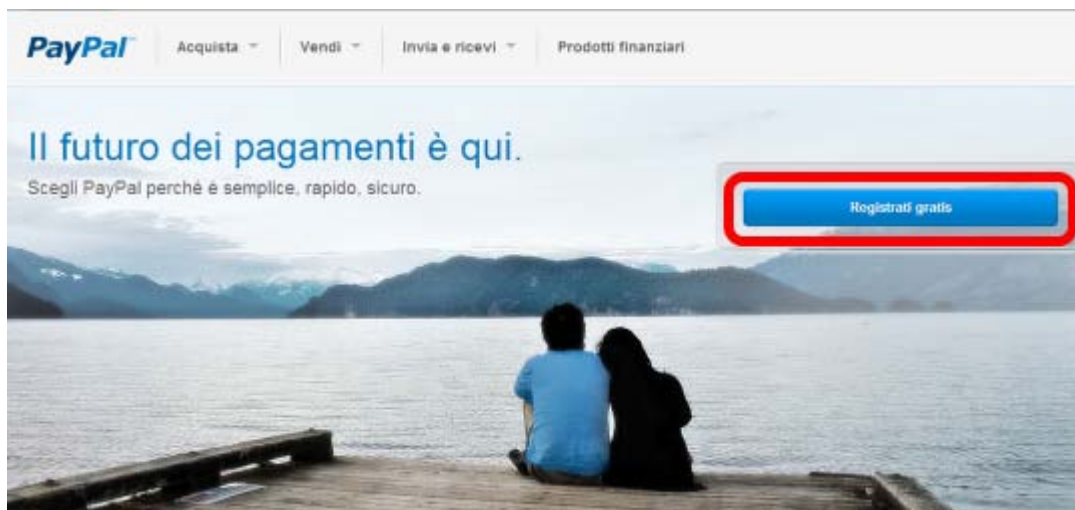 PayPal™ Acquista Vendi Invia e ricevi Prodotti finanziari
Il futuro dei pagamenti è qui.
Scegli PayPal perché è semplice, rapido, sicuro.
Registrati gratis